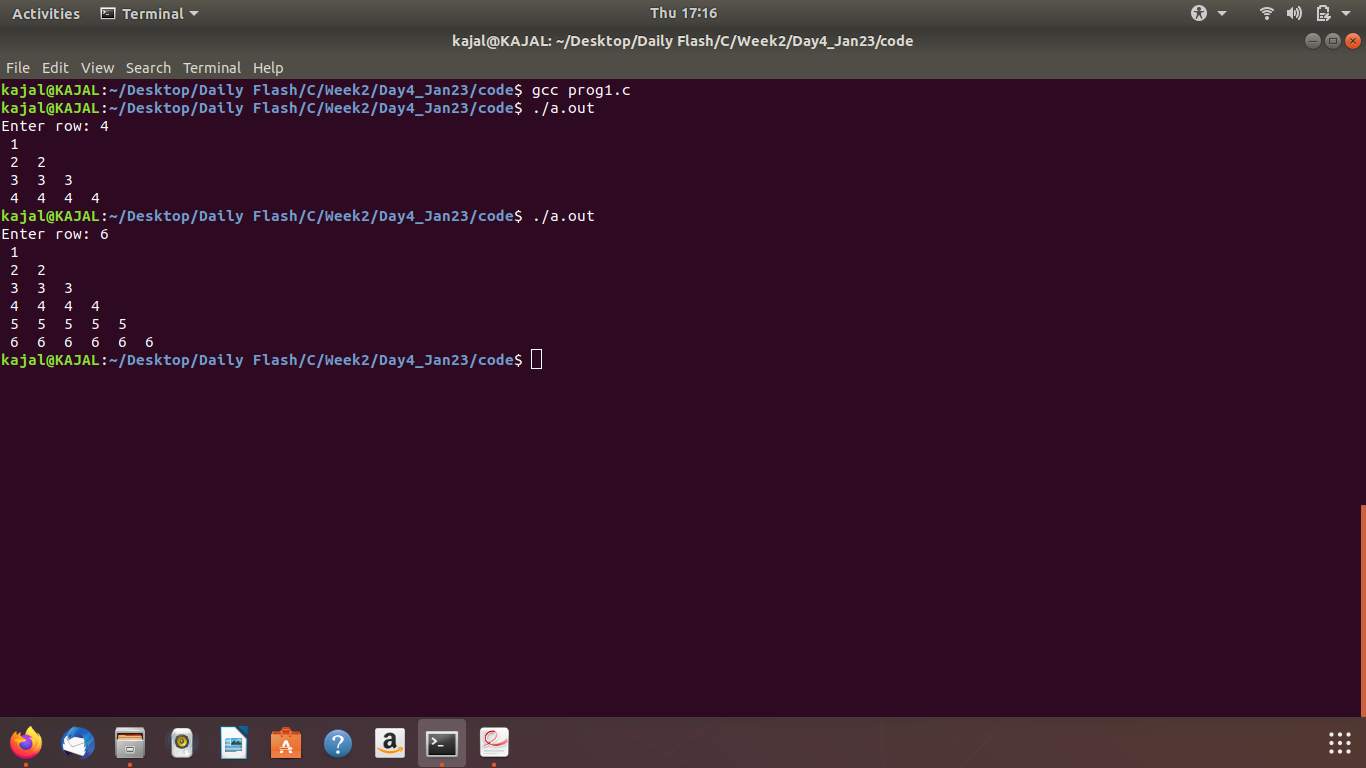 Activities Terminal Thu 17:16
kajal@KAJAL: ~/Desktop/Daily Flash/C/Week2/Day4_Jan23/code
File Edit View Search Terminal Help
kajal@KAJAL:~/Desktop/Daily Flash/C/Week2/Day4_Jan23/code$ gcc prog1.c
kajal@KAJAL:~/Desktop/Daily Flash/C/Week2/Day4_Jan23/code$ ./a.out
Enter row: 4
 1
 2  2
 3  3  3
 4  4  4  4
kajal@KAJAL:~/Desktop/Daily Flash/C/Week2/Day4_Jan23/code$ ./a.out
Enter row: 6
 1
 2  2
 3  3  3
 4  4  4  4
 5  5  5  5  5
 6  6  6  6  6  6
kajal@KAJAL:~/Desktop/Daily Flash/C/Week2/Day4_Jan23/code$